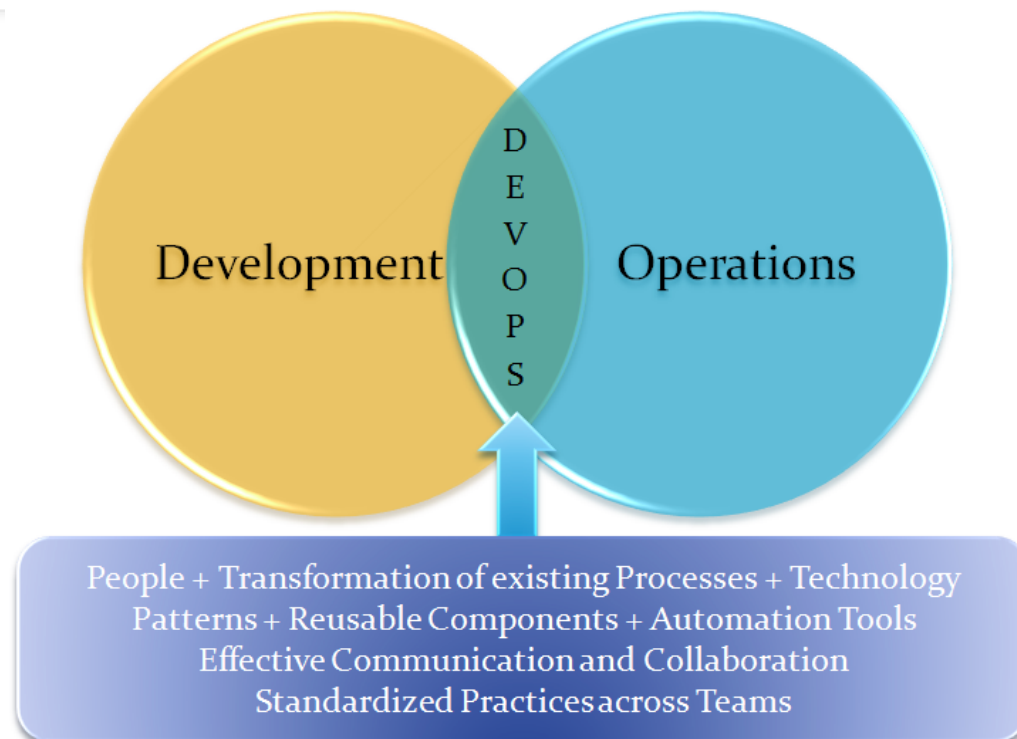 Development
DEVOPS
Operations
People + Transformation of existing Processes + Technology
Patterns + Reusable Components + Automation Tools
Effective Communication and Collaboration
Standardized Practices across Teams